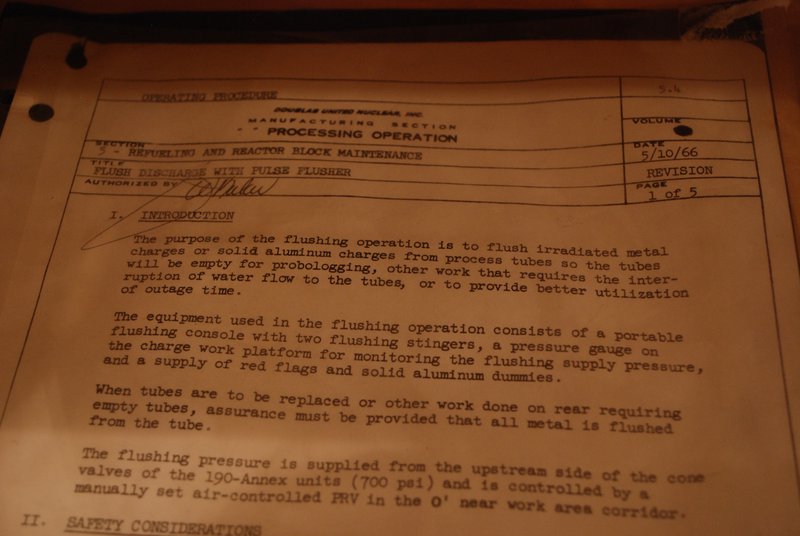 OPERATING PROCEDURE
5.4
DOUGLAS UNITED NUCLEAR, INC.
MANUFACTURING SECTION
PROCESSING OPERATION
VOLUME
SECTION
5 - REFUELING AND REACTOR BLOCK MAINTENANCE
DATE
5/10/66
TITLE
FLUSH DISCHARGE WITH PULSE FLUSHER
REVISION
AUTHORIZED BY
PAGE
1 of 5
I. INTRODUCTION
The purpose of the flushing operation is to flush irradiated metal
charges or solid aluminum charges from process tubes so the tubes
will be empty for probologging, other work that requires the inter-
ruption of water flow to the tubes, or to provide better utilization
of outage time.
The equipment used in the flushing operation consists of a portable
flushing console with two flushing stingers, a pressure gauge on
the charge work platform for monitoring the flushing supply pressure,
and a supply of red flags and solid aluminum dummies.
When tubes are to be replaced or other work done on rear requiring
empty tubes, assurance must be provided that all metal is flushed
from the tube.
The flushing pressure is supplied from the upstream side of the cone
valves of the 190-Annex units (700 psi) and is controlled by a
manually set air-controlled PRV in the 0' near work area corridor.
II. SAFETY CONSIDERATIONS